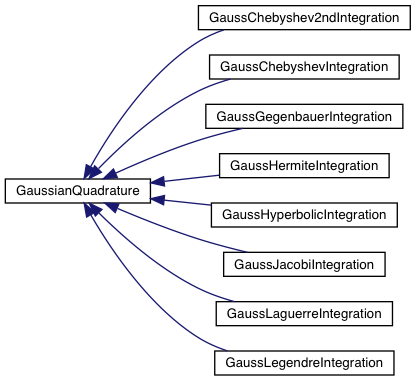 GaussChebyshev2ndIntegration
GaussChebyshevIntegration
GaussGegenbauerIntegration
GaussHermiteIntegration
GaussianQuadrature
GaussHyperbolicIntegration
GaussJacobiIntegration
GaussLaguerreIntegration
GaussLegendreIntegration